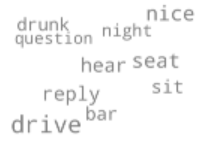 nice
drunk
question night
hear seat
reply sit
drive bar